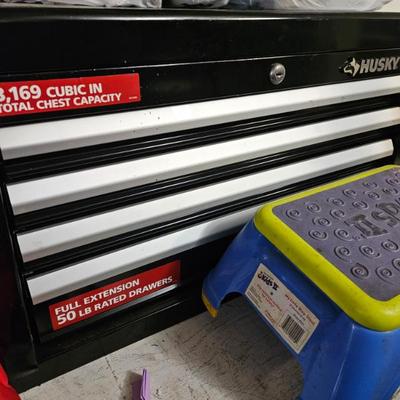 3,169 CUBIC IN
TOTAL CHEST CAPACITY
HUSKY
FULL EXTENSION
50 LB RATED DRAWERS